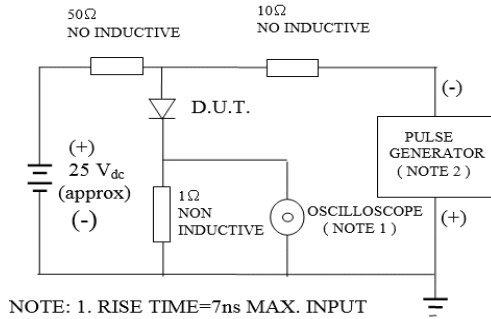 50Ω
NO INDUCTIVE
10Ω
NO INDUCTIVE
(-)
D.U.T.
(+)
25 Vdc
(approx)
(-)
1Ω
NON
INDUCTIVE
OSCILLOSCOPE
( NOTE 1 )
PULSE
GENERATOR
( NOTE 2 )
(+)
NOTE: 1. RISE TIME=7ns MAX. INPUT